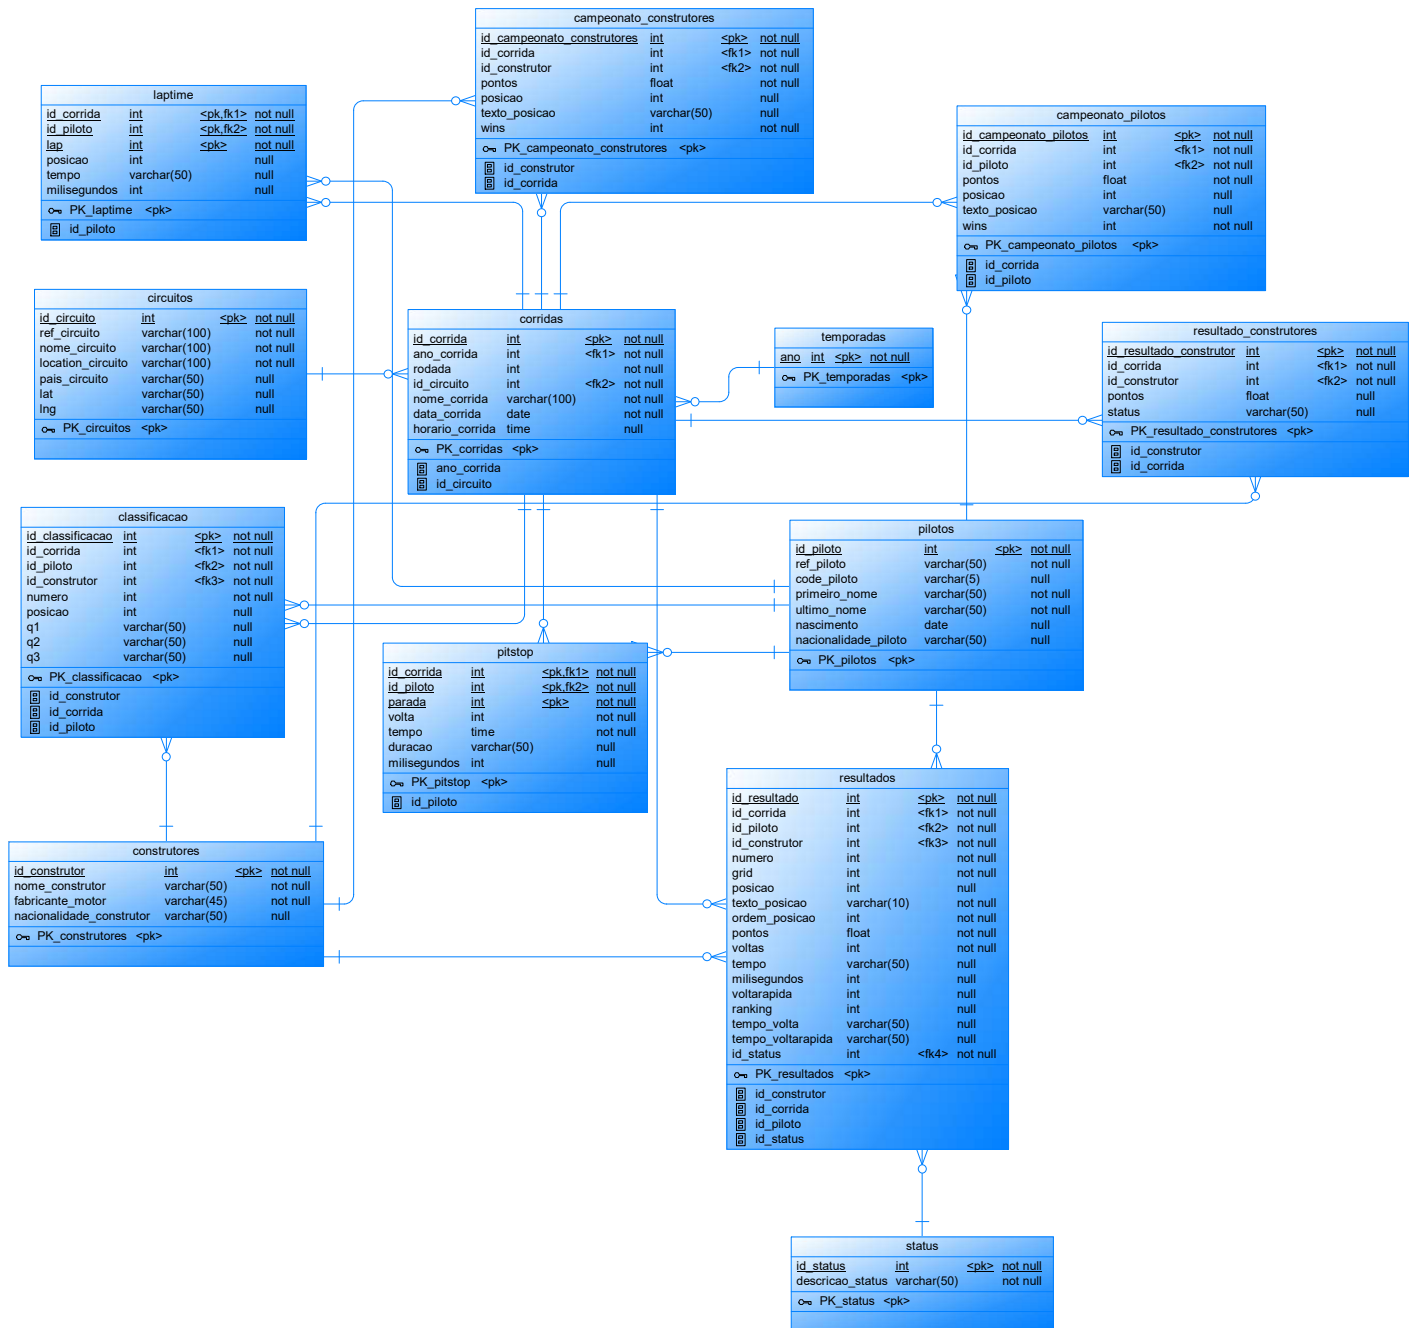 campeonato_construtores
id_campeonato_construtores int <pk> not null
id_corrida int <fk1> not null
id_construtor int <fk2> not null
pontos float not null
posicao int null
texto_posicao varchar(50) null
wins int not null
PK_campeonato_construtores <pk>
id_construtor
id_corrida
laptime
id_corrida int <pk,fk1> not null
id_piloto int <pk,fk2> not null
lap int <pk> not null
posicao int null
tempo varchar(50) null
milisegundos int null
PK_laptime <pk>
id_piloto
campeonato_pilotos
id_campeonato_pilotos int <pk> not null
id_corrida int <fk1> not null
id_piloto int <fk2> not null
pontos float not null
posicao int null
texto_posicao varchar(50) null
wins int not null
PK_campeonato_pilotos <pk>
id_corrida
id_piloto
circuitos
id_circuito int <pk> not null
ref_circuito varchar(100) not null
nome_circuito varchar(100) not null
location_circuito varchar(100) not null
pais_circuito varchar(50) null
lat varchar(50) null
lng varchar(50) null
PK_circuitos <pk>
corridas
id_corrida int <pk> not null
ano_corrida int <fk1> not null
rodada int not null
id_circuito int <fk2> not null
nome_corrida varchar(100) not null
data_corrida date not null
horario_corrida time null
PK_corridas <pk>
ano_corrida
id_circuito
temporadas
ano int <pk> not null
PK_temporadas <pk>
resultado_construtores
id_resultado_construtor int <pk> not null
id_corrida int <fk1> not null
id_construtor int <fk2> not null
pontos float null
status varchar(50) null
PK_resultado_construtores <pk>
id_construtor
id_corrida
classificacao
id_classificacao int <pk> not null
id_corrida int <fk1> not null
id_piloto int <fk2> not null
id_construtor int <fk3> not null
numero int not null
posicao int null
q1 varchar(50) null
q2 varchar(50) null
q3 varchar(50) null
PK_classificacao <pk>
id_construtor
id_corrida
id_piloto
pilotos
id_piloto int <pk> not null
ref_piloto varchar(50) not null
code_piloto varchar(5) null
primeiro_nome varchar(50) not null
ultimo_nome varchar(50) not null
nascimento date null
nacionalidade_piloto varchar(50) null
PK_pilotos <pk>
pitstop
id_corrida int <pk,fk1> not null
id_piloto int <pk,fk2> not null
parada int <pk> not null
volta int not null
tempo time not null
duracao varchar(50) null
milisegundos int null
PK_pitstop <pk>
id_piloto
construtores
id_construtor int <pk> not null
nome_construtor varchar(50) not null
fabricante_motor varchar(45) not null
nacionalidade_construtor varchar(50) null
PK_construtores <pk>
resultados
id_resultado int <pk> not null
id_corrida int <fk1> not null
id_piloto int <fk2> not null
id_construtor int <fk3> not null
numero int not null
grid int not null
posicao int null
texto_posicao varchar(10) not null
ordem_posicao int not null
pontos float not null
voltas int not null
tempo varchar(50) null
milisegundos int null
voltarapida int null
ranking int null
tempo_volta varchar(50) null
tempo_voltarapida varchar(50) null
id_status int <fk4> not null
PK_resultados <pk>
id_construtor
id_corrida
id_piloto
id_status
status
id_status int <pk> not null
descricao_status varchar(50) not null
PK_status <pk>